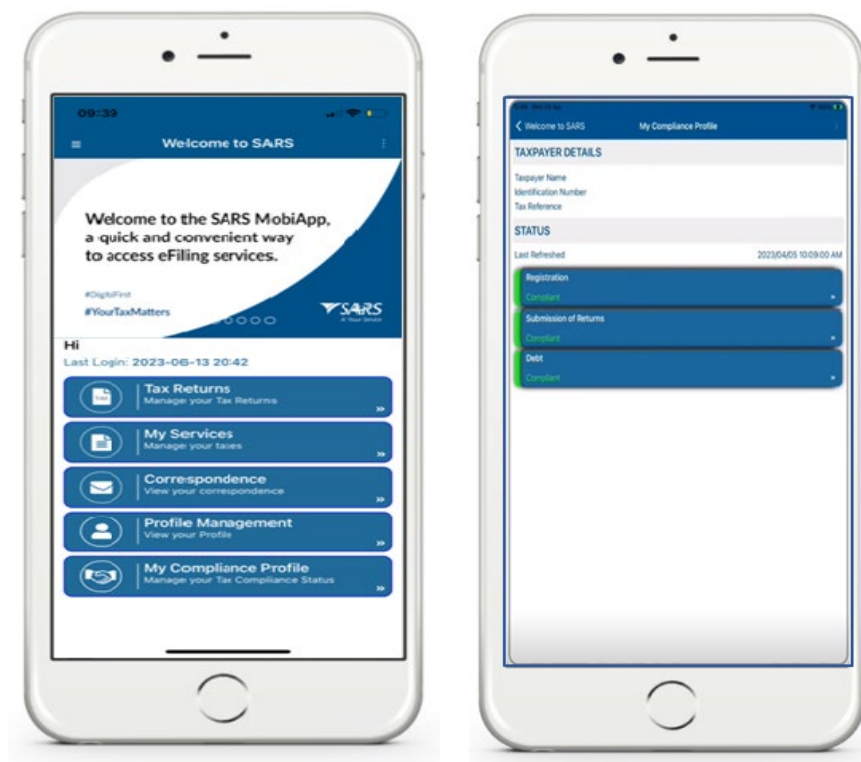 09:39
Welcome to SARS
Welcome to the SARS MobiApp,
a quick and convenient way
to access eFiling services.
#DigitalFirst
#YourTaxMatters
SARS
At Your Service
Hi
Last Login: 2023-06-13 20:42
Tax Returns
Manage your Tax Returns
»
My Services
Manage your taxes
»
Correspondence
View your correspondence
»
Profile Management
View your Profile
»
My Compliance Profile
Manage your Tax Compliance Status
»
Welcome to SARS
My Compliance Profile
TAXPAYER DETAILS
Taxpayer Name
Identification Number
Tax Reference
STATUS
Last Refreshed 2023/04/05 10:09:00 AM
Registration
Compliant
»
Submission of Returns
Compliant
»
Debt
Compliant
»